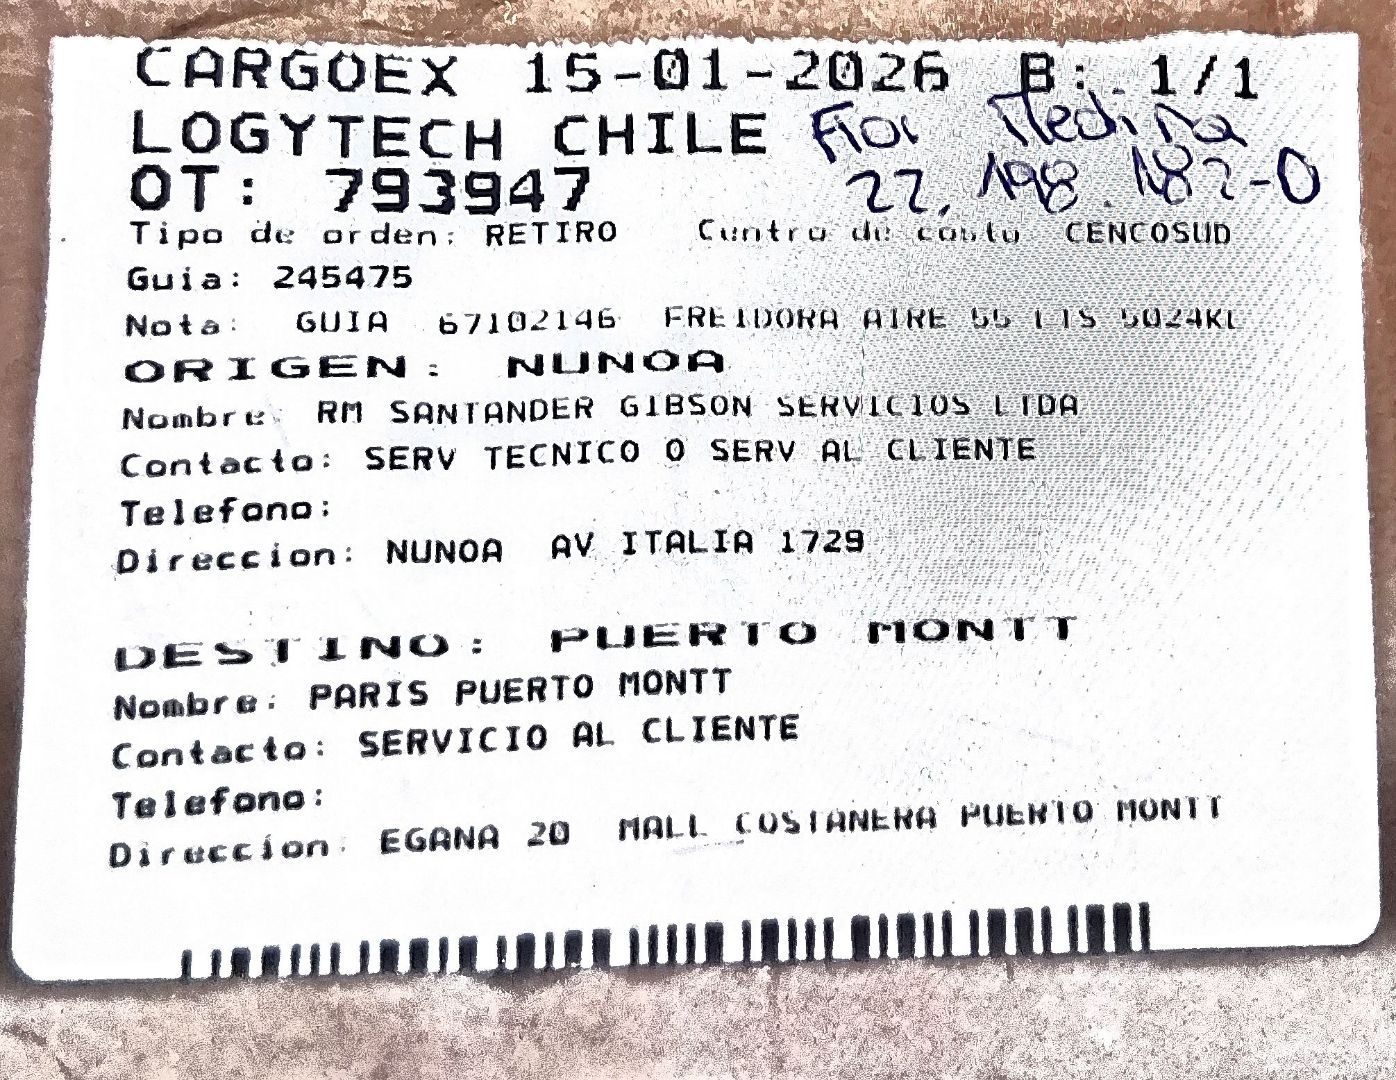 CARGOEX 15-01-2026 B: 1/1
LOGYTECH CHILE Flor Medina
OT: 793947 22.198.182-0
Tipo de orden: RETIRO Centro de costo CENCOSUD
Guia: 245475
Nota: GUIA 67102146 FREIDORA AIRE 55 LTS
ORIGEN: NUNOA
Nombre: RM SANTANDER GIBSON SERVICIOS LTDA
Contacto: SERV TECNICO O SERV AL CLIENTE
Telefono:
Direccion: NUNOA AV ITALIA 1729
DESTINO: PUERTO MONTT
Nombre: PARIS PUERTO MONTT
Contacto: SERVICIO AL CLIENTE
Telefono:
Direccion: EGANA 20 MALL COSTANERA PUERTO MONTT